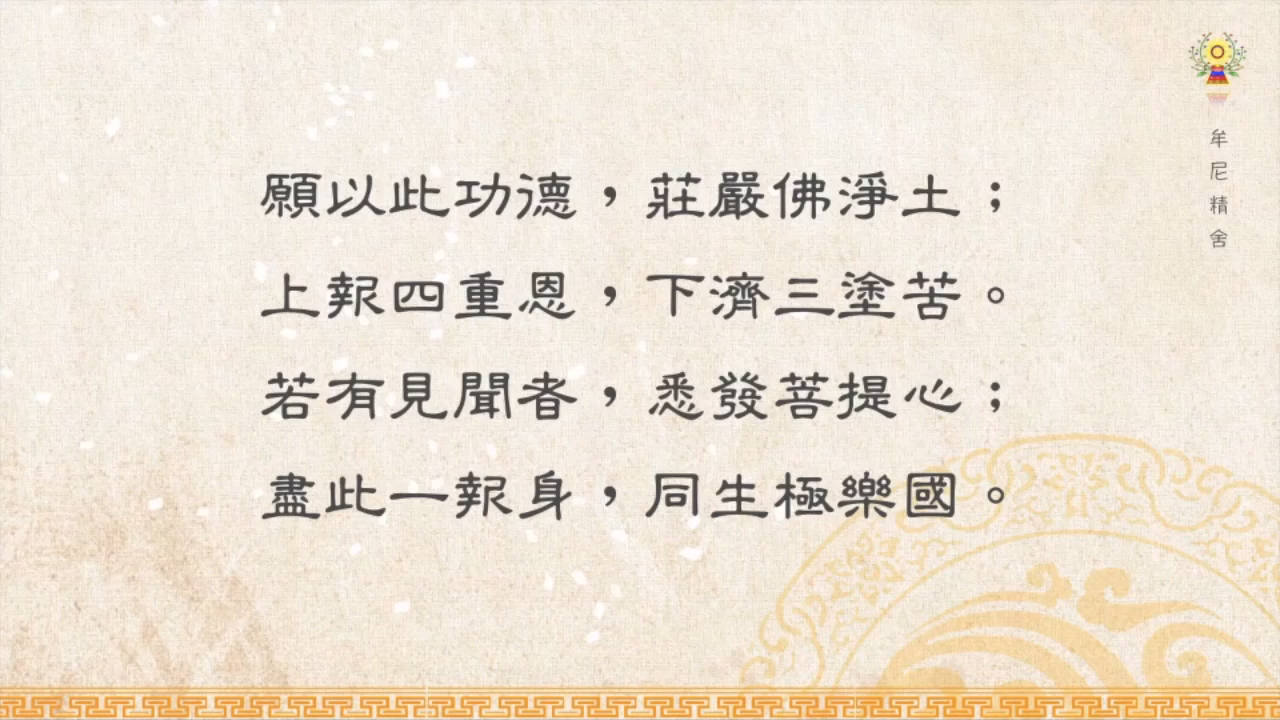 願以此功德，莊嚴佛淨土；
上報四重恩，下濟三塗苦。
若有見聞者，悉發菩提心；
盡此一報身，同生極樂國。
牟尼精舍